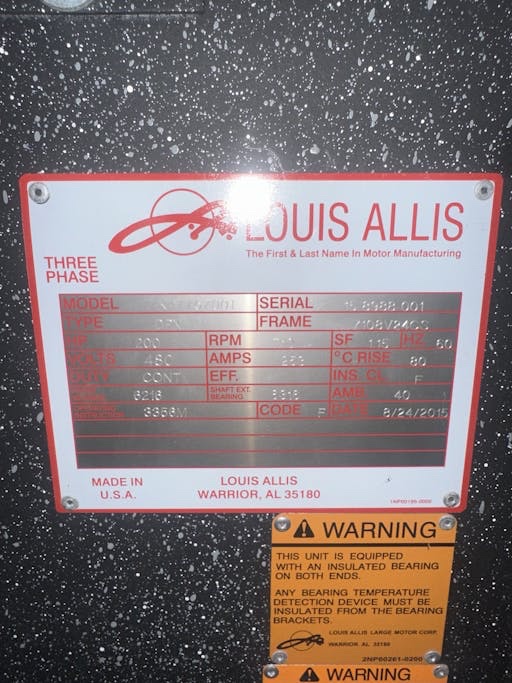 LOUIS ALLIS
The First & Last Name In Motor Manufacturing
THREE
PHASE
MODEL SERIAL
TYPE FRAME
HP 200 RPM SF 1.15 HZ 60
VOLTS 460 AMPS °C RISE 80
DUTY CONT EFF. INS. CL. F
6216 SHAFT EXT. BEARING AMB 40
3356M CODE F DATE 8/24/2015
MADE IN
U.S.A.
LOUIS ALLIS
WARRIOR, AL 35180
WARNING
THIS UNIT IS EQUIPPED
WITH AN INSULATED BEARING
ON BOTH ENDS.
ANY BEARING TEMPERATURE
DETECTION DEVICE MUST BE
INSULATED FROM THE BEARING
BRACKETS.
LOUIS ALLIS LARGE MOTOR CORP.
WARRIOR AL 35180
2NP60261-0200
WARNING